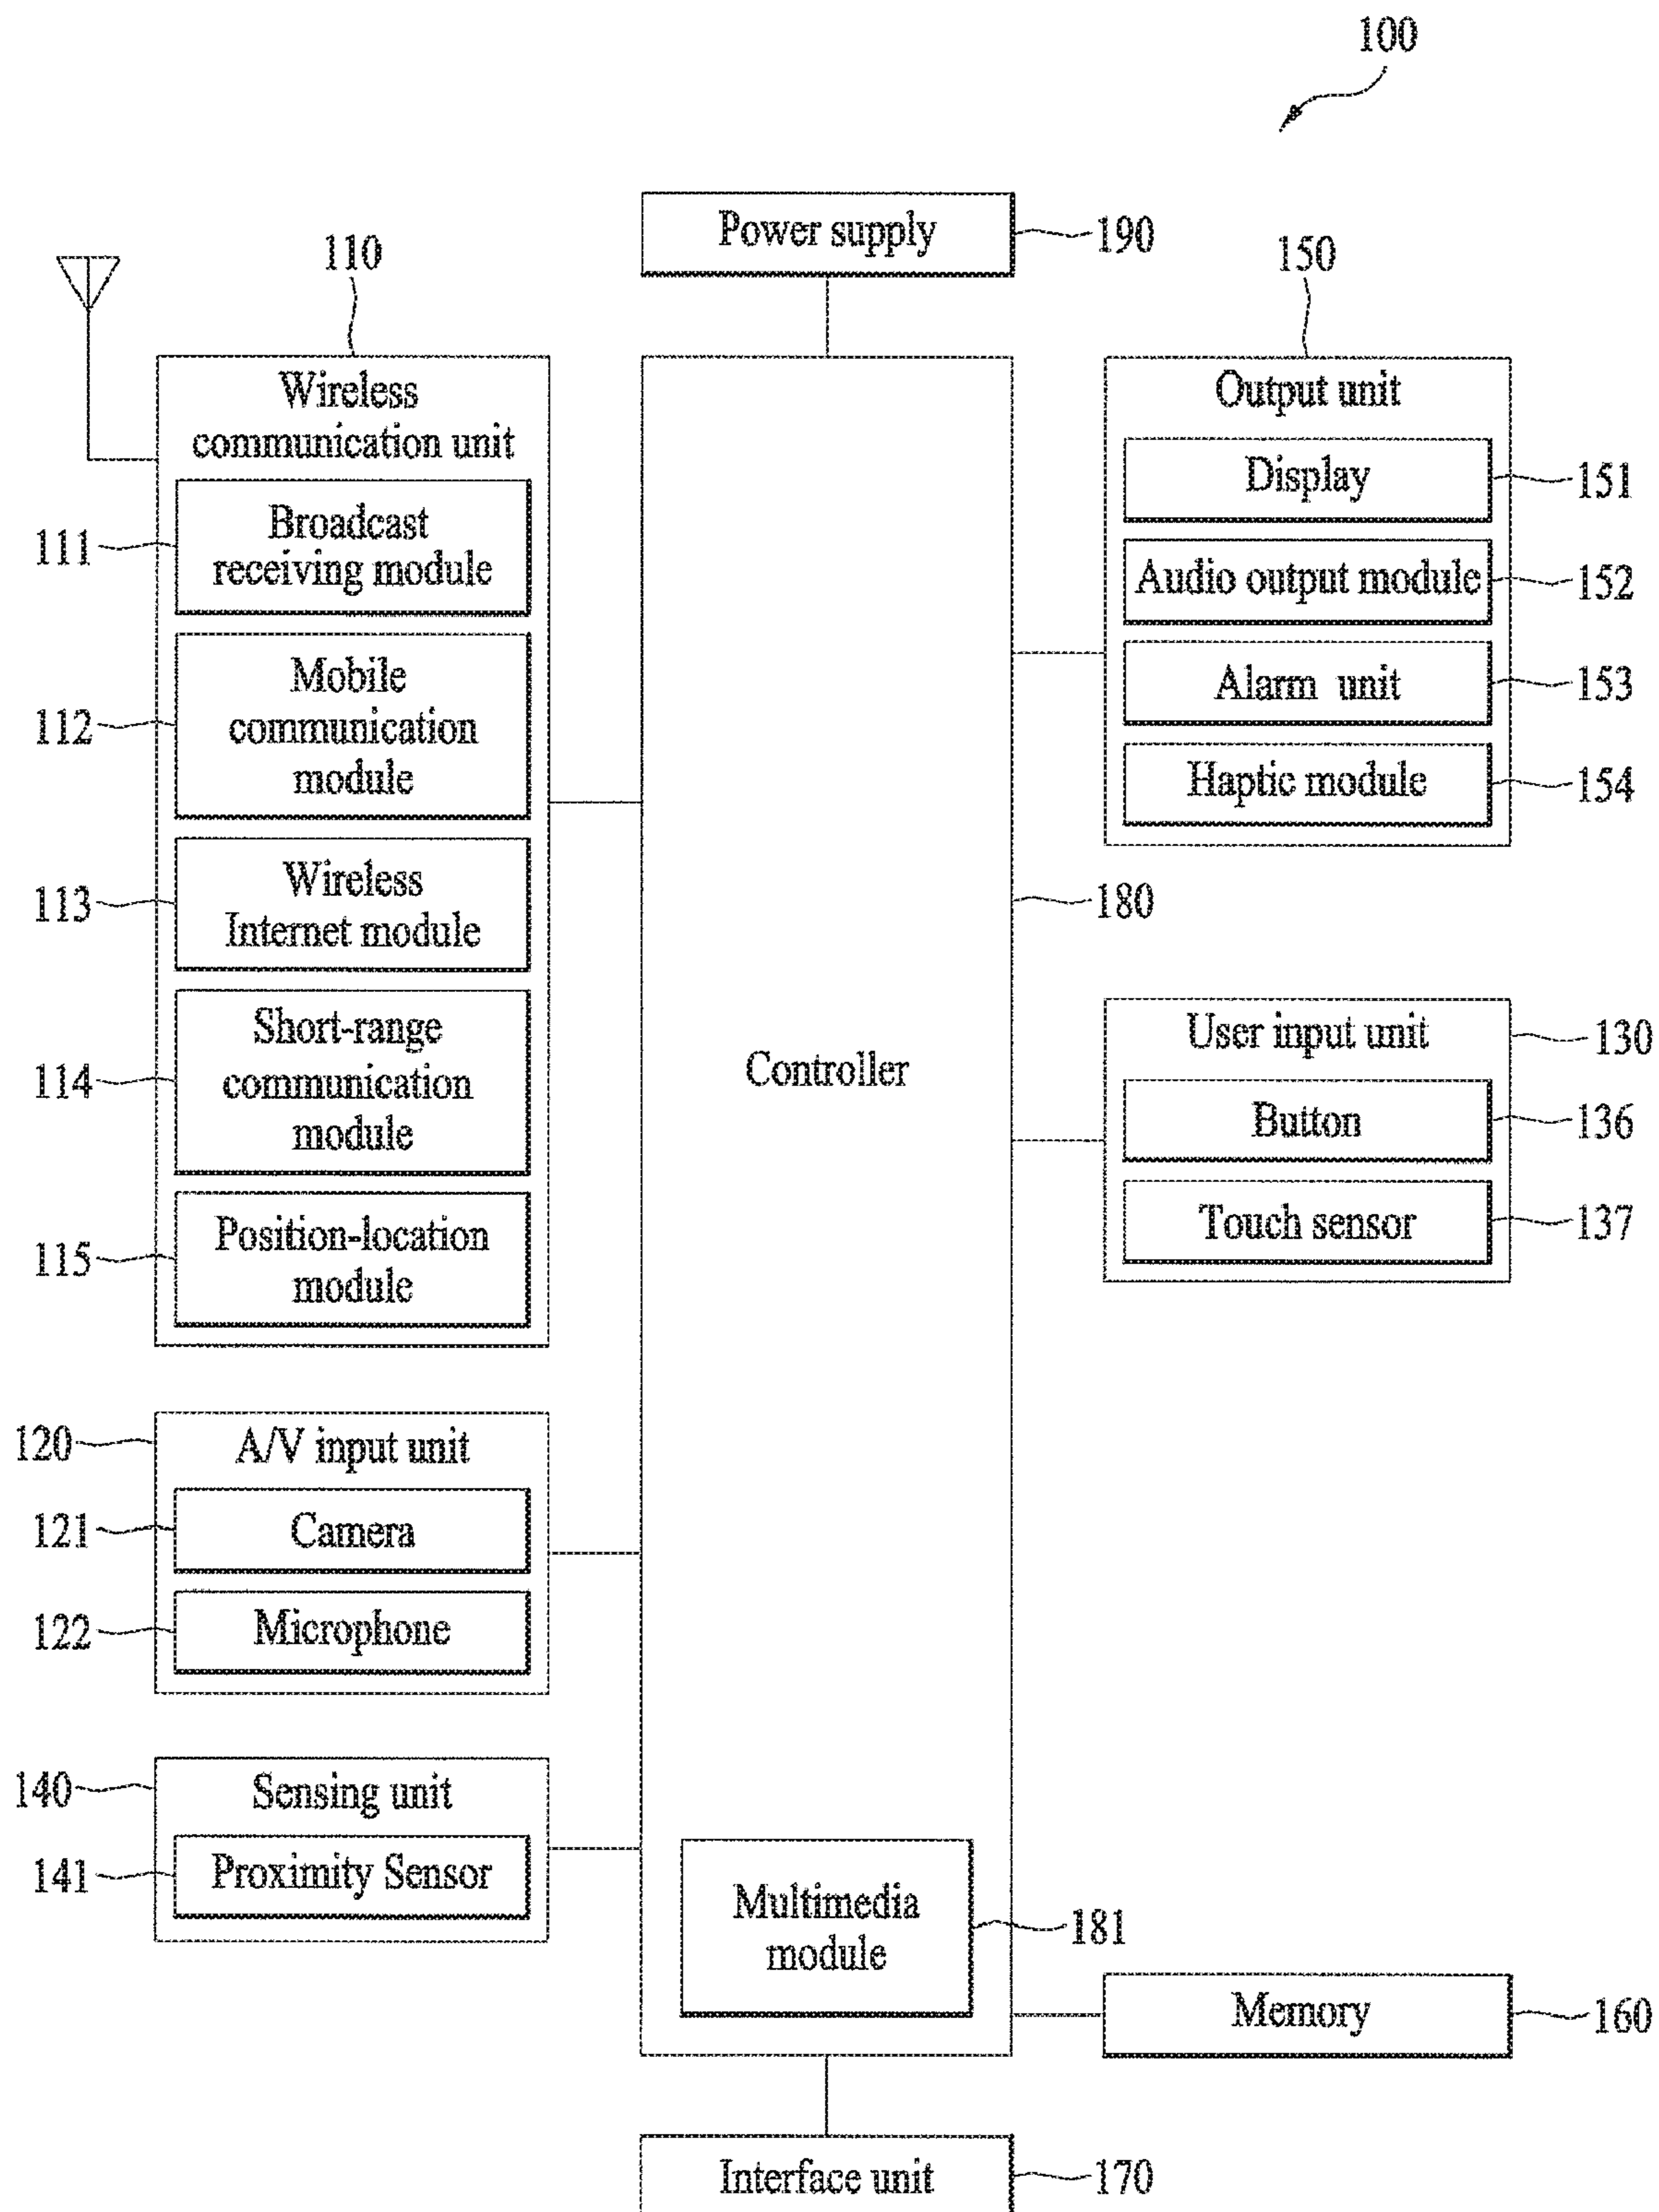 100
Power supply
190
110
Wireless
communication unit
111
Broadcast
receiving module
112
Mobile
communication
module
113
Wireless
Internet module
114
Short-range
communication
module
115
Position-location
module
120
A/V input unit
121
Camera
122
Microphone
140
Sensing unit
141
Proximity Sensor
Controller
180
Multimedia
module
181
150
Output unit
Display
151
Audio output module
152
Alarm unit
153
Haptic module
154
User input unit
130
Button
136
Touch sensor
137
Memory
160
Interface unit
170